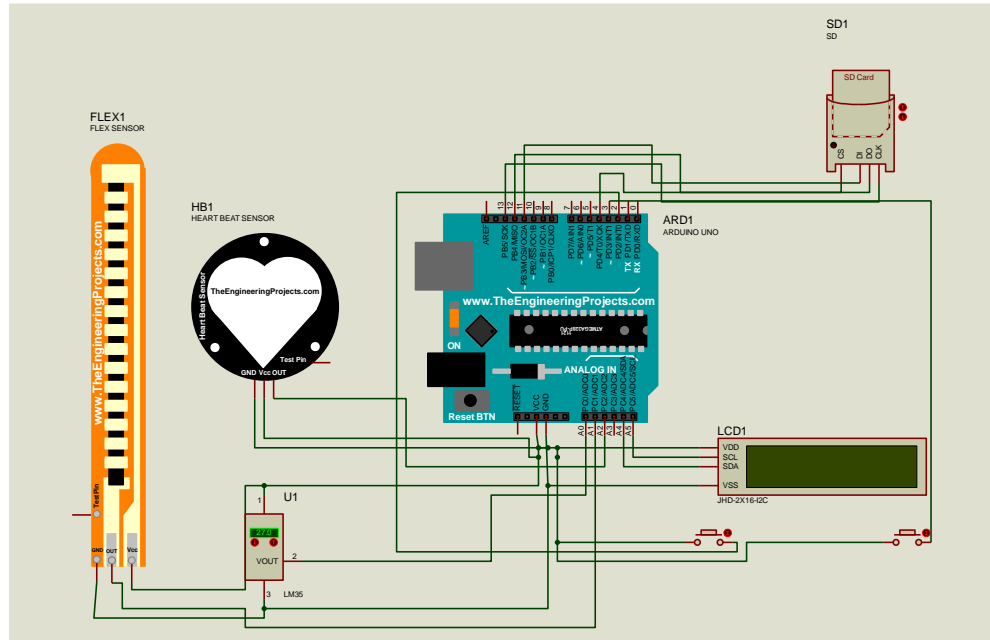 SD1
SD
SD Card
CS
DI
DO
CLK
FLEX1
FLEX SENSOR
www.TheEngineeringProjects.com
Test Pin
GND
OUT
Vcc
HB1
HEART BEAT SENSOR
Heart Beat Sensor
TheEngineeringProjects.com
Test Pin
GND Vcc OUT
ARD1
ARDUINO UNO
13
12
11
10
9
8
7
6
5
4
3
2
1
0
AREF
PB5/SCK
PB4/MISO
~ PB3/MOSI/OC2A
~ PB2/SS/OC1B
~ PB1/OC1A
PB0/ICP1/CLKO
PD7/AIN1
~ PD6/AIN0
~ PD5/T1
PD4/T0/XCK
~ PD3/INT1
PD2/INT0
TX PD1/TXD
RX PD0/RXD
www.TheEngineeringProjects.com
ATMEGA328P-PU
ON
ANALOG IN
Reset BTN
RESET
VCC
GND
PC0/ADC0
PC1/ADC1
PC2/ADC2
PC3/ADC3
PC4/ADC4/SDA
PC5/ADC5/SCL
A0
A1
A2
A3
A4
A5
LCD1
VDD
SCL
SDA
VSS
JHD-2X16-I2C
U1
1
VOUT
2
3
LM35